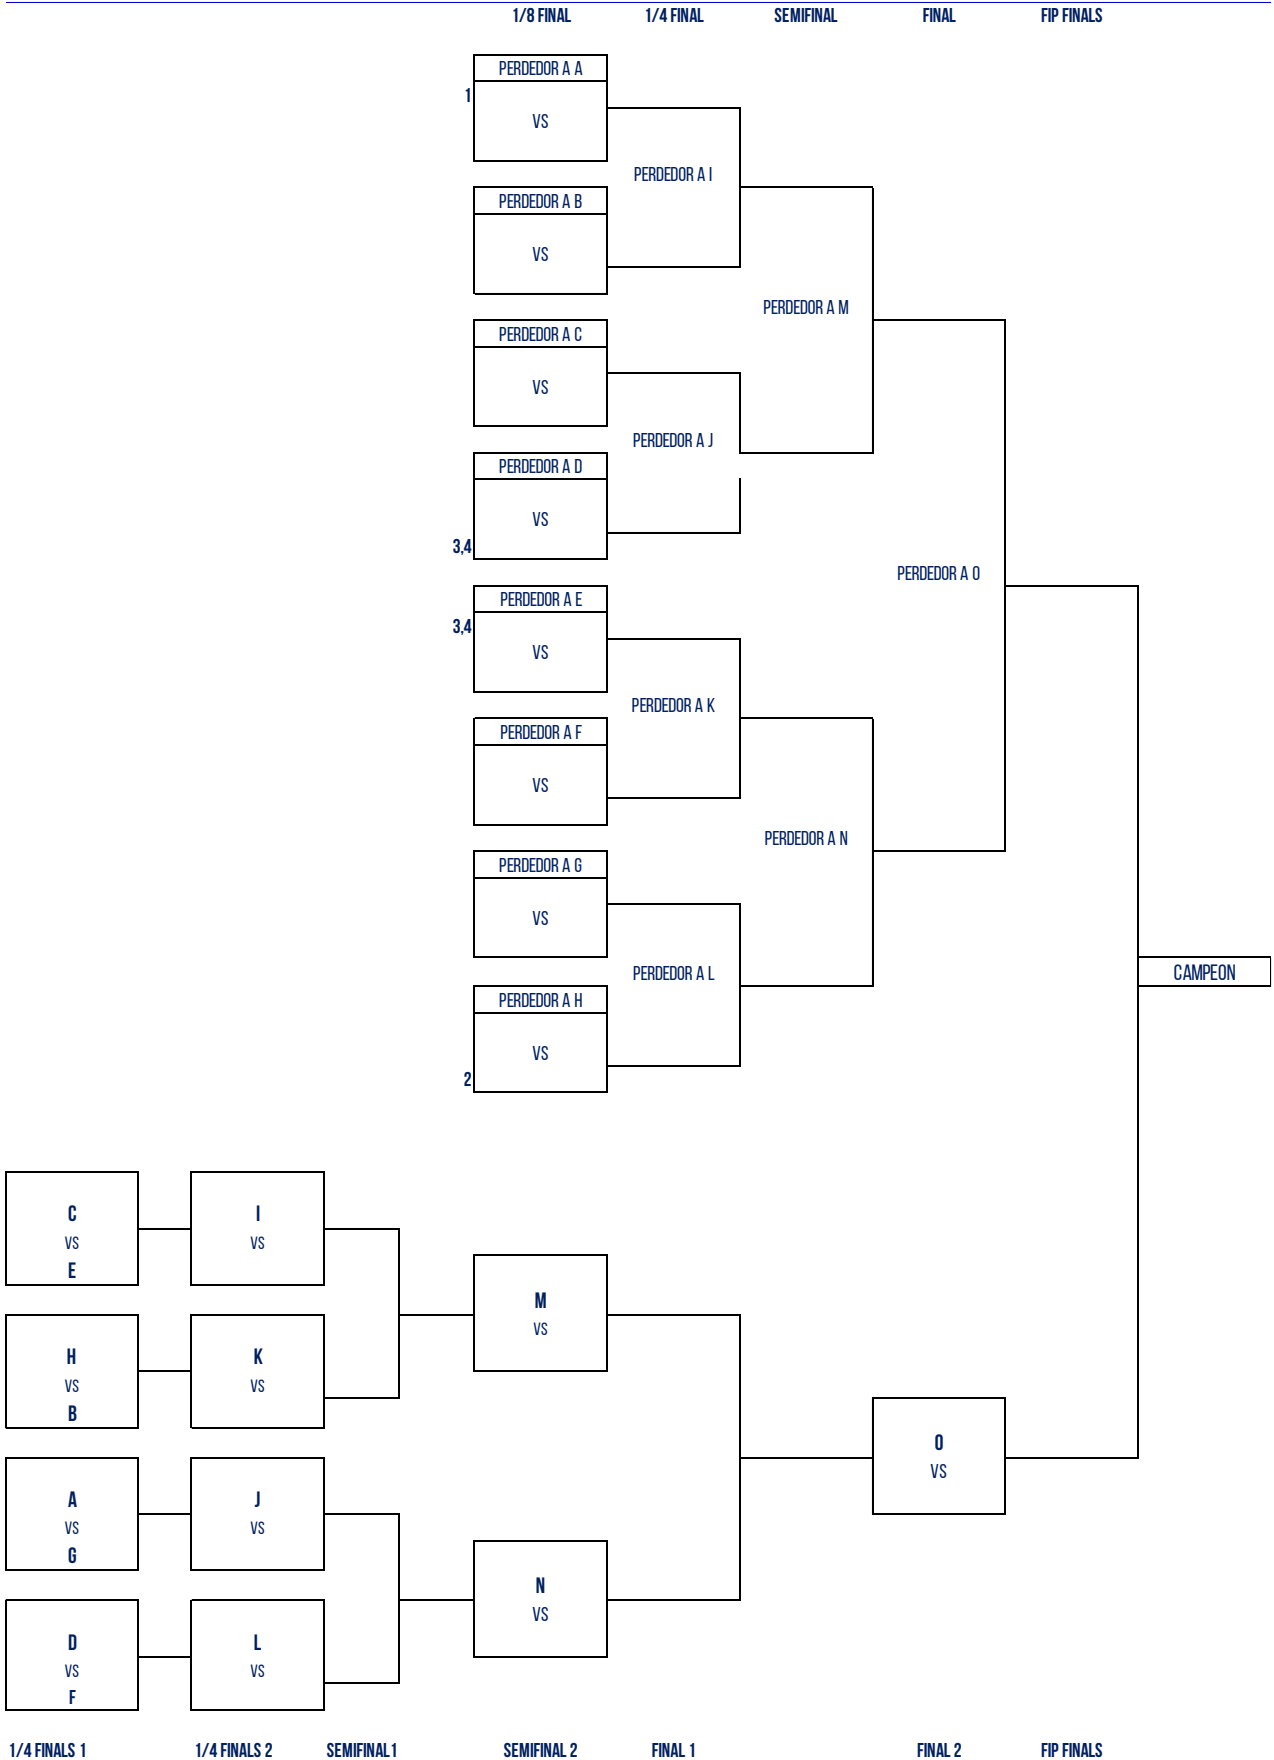 1/8 FINAL 1/4 FINAL SEMIFINAL FINAL FIP FINALS
PERDEDOR A A
1
VS
PERDEDOR A I
PERDEDOR A B
VS
PERDEDOR A M
PERDEDOR A C
VS
PERDEDOR A J
PERDEDOR A D
VS
3,4
PERDEDOR A O
PERDEDOR A E
3,4
VS
PERDEDOR A K
PERDEDOR A F
VS
PERDEDOR A N
PERDEDOR A G
VS
PERDEDOR A L
CAMPEON
PERDEDOR A H
VS
2
C
VS
E
I
VS
M
VS
H
VS
B
K
VS
O
VS
A
VS
G
J
VS
N
VS
D
VS
F
L
VS
1/4 FINALS 1 1/4 FINALS 2 SEMIFINAL1 SEMIFINAL 2 FINAL 1 FINAL 2 FIP FINALS